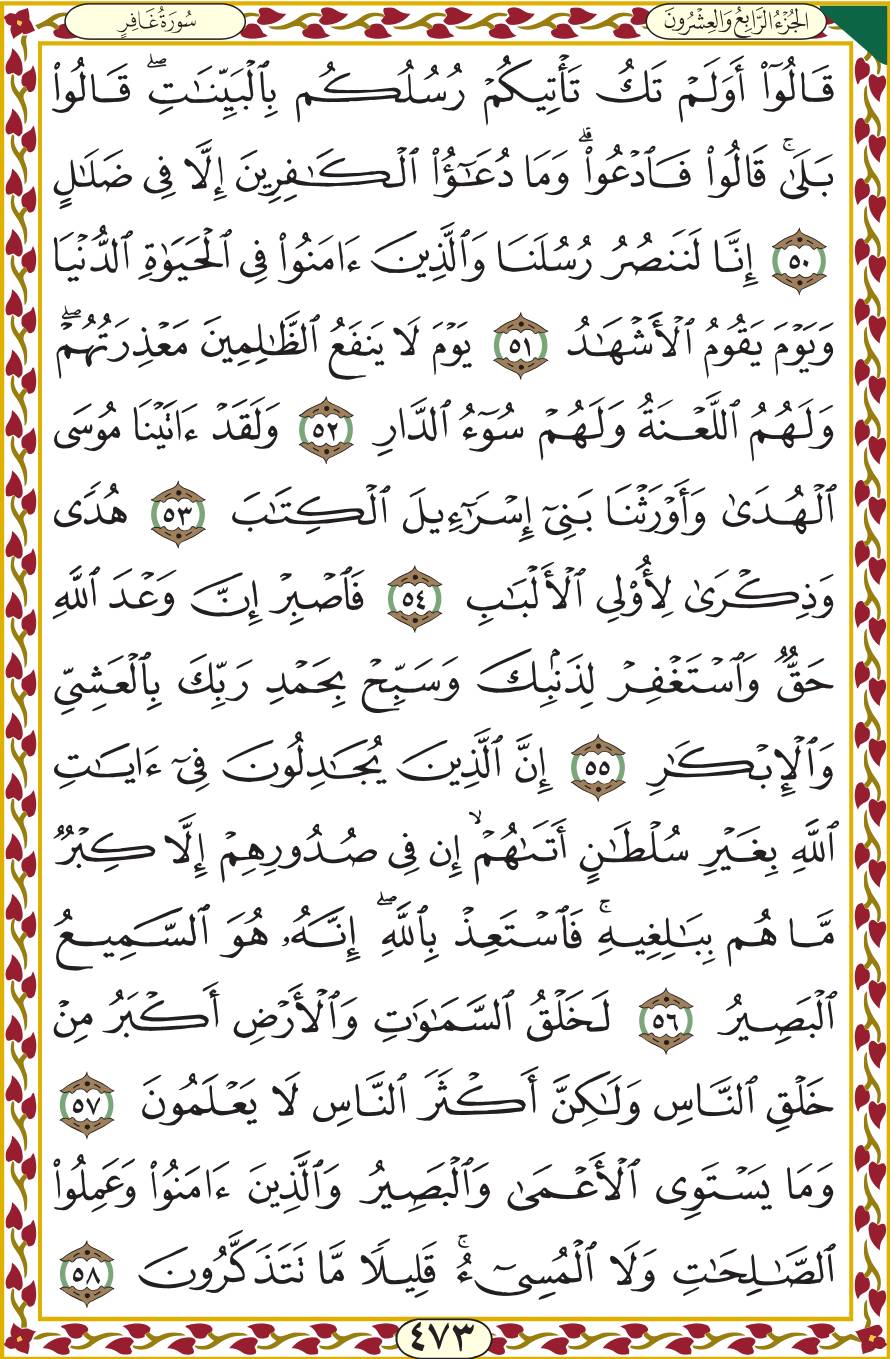 الجُزْءُ الرَّابِعُ وَالعِشْرُونَ
سُورَةُ غَافِرٍ
قَالُوٓا۟ أَوَلَمْ تَكُ تَأْتِيكُمْ رُسُلُكُم بِٱلْبَيِّنَـٰتِ ۖ قَالُوا۟
بَلَىٰ ۚ قَالُوا۟ فَٱدْعُوا۟ ۗ وَمَا دُعَـٰٓؤُا۟ ٱلْكَـٰفِرِينَ إِلَّا فِى ضَلَـٰلٍ
٥٠ إِنَّا لَنَنصُرُ رُسُلَنَا وَٱلَّذِينَ ءَامَنُوا۟ فِى ٱلْحَيَوٰةِ ٱلدُّنْيَا
وَيَوْمَ يَقُومُ ٱلْأَشْهَـٰدُ ٥١ يَوْمَ لَا يَنفَعُ ٱلظَّـٰلِمِينَ مَعْذِرَتُهُمْ ۖ
وَلَهُمُ ٱللَّعْنَةُ وَلَهُمْ سُوٓءُ ٱلدَّارِ ٥٢ وَلَقَدْ ءَاتَيْنَا مُوسَى
ٱلْهُدَىٰ وَأَوْرَثْنَا بَنِىٓ إِسْرَٰٓءِيلَ ٱلْكِتَـٰبَ ٥٣ هُدًى
وَذِكْرَىٰ لِأُو۟لِى ٱلْأَلْبَـٰبِ ٥٤ فَٱصْبِرْ إِنَّ وَعْدَ ٱللَّهِ
حَقٌّ وَٱسْتَغْفِرْ لِذَنۢبِكَ وَسَبِّحْ بِحَمْدِ رَبِّكَ بِٱلْعَشِىِّ
وَٱلْإِبْكَـٰرِ ٥٥ إِنَّ ٱلَّذِينَ يُجَـٰدِلُونَ فِىٓ ءَايَـٰتِ
ٱللَّهِ بِغَيْرِ سُلْطَـٰنٍ أَتَىٰهُمْ ۙ إِن فِى صُدُورِهِمْ إِلَّا كِبْرٌ
مَّا هُم بِبَـٰلِغِيهِ ۚ فَٱسْتَعِذْ بِٱللَّهِ ۖ إِنَّهُۥ هُوَ ٱلسَّمِيعُ
ٱلْبَصِيرُ ٥٦ لَخَلْقُ ٱلسَّمَـٰوَٰتِ وَٱلْأَرْضِ أَكْبَرُ مِنْ
خَلْقِ ٱلنَّاسِ وَلَـٰكِنَّ أَكْثَرَ ٱلنَّاسِ لَا يَعْلَمُونَ ٥٧
وَمَا يَسْتَوِى ٱلْأَعْمَىٰ وَٱلْبَصِيرُ وَٱلَّذِينَ ءَامَنُوا۟ وَعَمِلُوا۟
ٱلصَّـٰلِحَـٰتِ وَلَا ٱلْمُسِىٓءُ ۚ قَلِيلًا مَّا تَتَذَكَّرُونَ ٥٨
٤٧٣